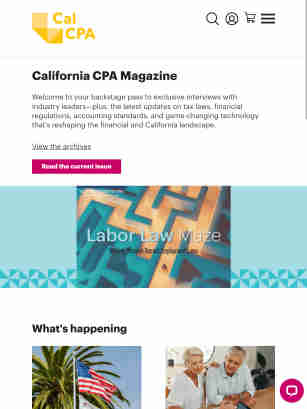 Cal
CPA
California CPA Magazine
Welcome to your backstage pass to exclusive interviews with
industry leaders—plus, the latest updates on tax laws, financial
regulations, accounting standards, and game-changing technology
that's reshaping the financial and California landscape.
View the archives
Read the current issue
Labor Law Maze
What's happening